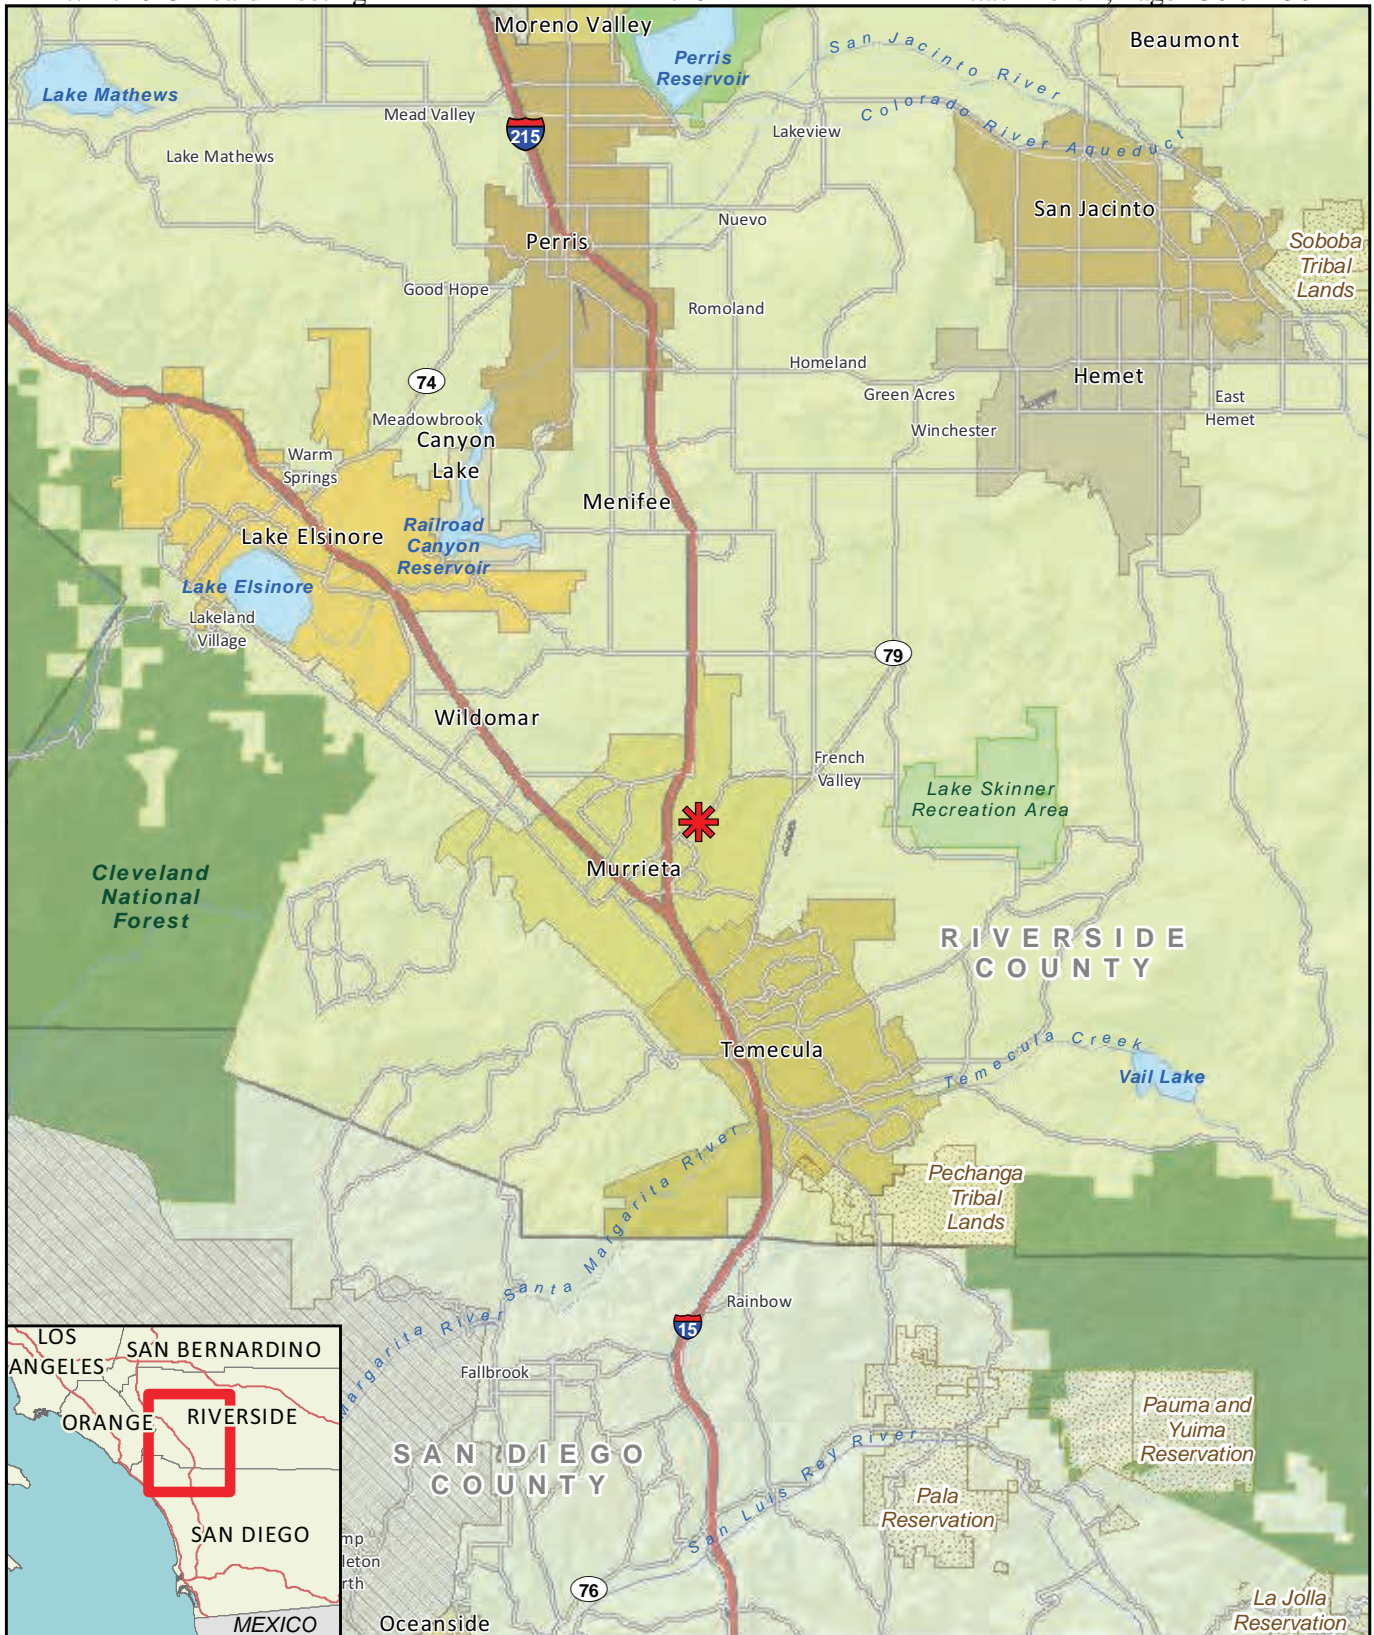 Moreno Valley
Beaumont
Perris
Reservoir
San Jacinto River
Lake Mathews
Mead Valley
215
Lakeview
Colorado River Aqueduct
Lake Mathews
San Jacinto
Nuevo
Perris
Soboba
Tribal
Lands
Good Hope
Romoland
Homeland
74
Hemet
Green Acres
East
Hemet
Meadowbrook
Canyon
Lake
Winchester
Warm
Springs
Menifee
Railroad
Canyon
Reservoir
Lake Elsinore
Lake Elsinore
Lakeland
Village
79
Wildomar
French
Valley
Lake Skinner
Recreation Area
Murrieta
Cleveland
National
Forest
RIVERSIDE
COUNTY
Temecula
Temecula Creek
Vail Lake
Santa Margarita River
Pechanga
Tribal
Lands
Rainbow
15
Margarita River
Fallbrook
SAN DIEGO
COUNTY
Pauma and
Yuima
Reservation
San Luis Rey River
Pala
Reservation
76
Oceanside
La Jolla
Reservation
LOS
ANGELES
SAN BERNARDINO
ORANGE
RIVERSIDE
SAN DIEGO
MEXICO